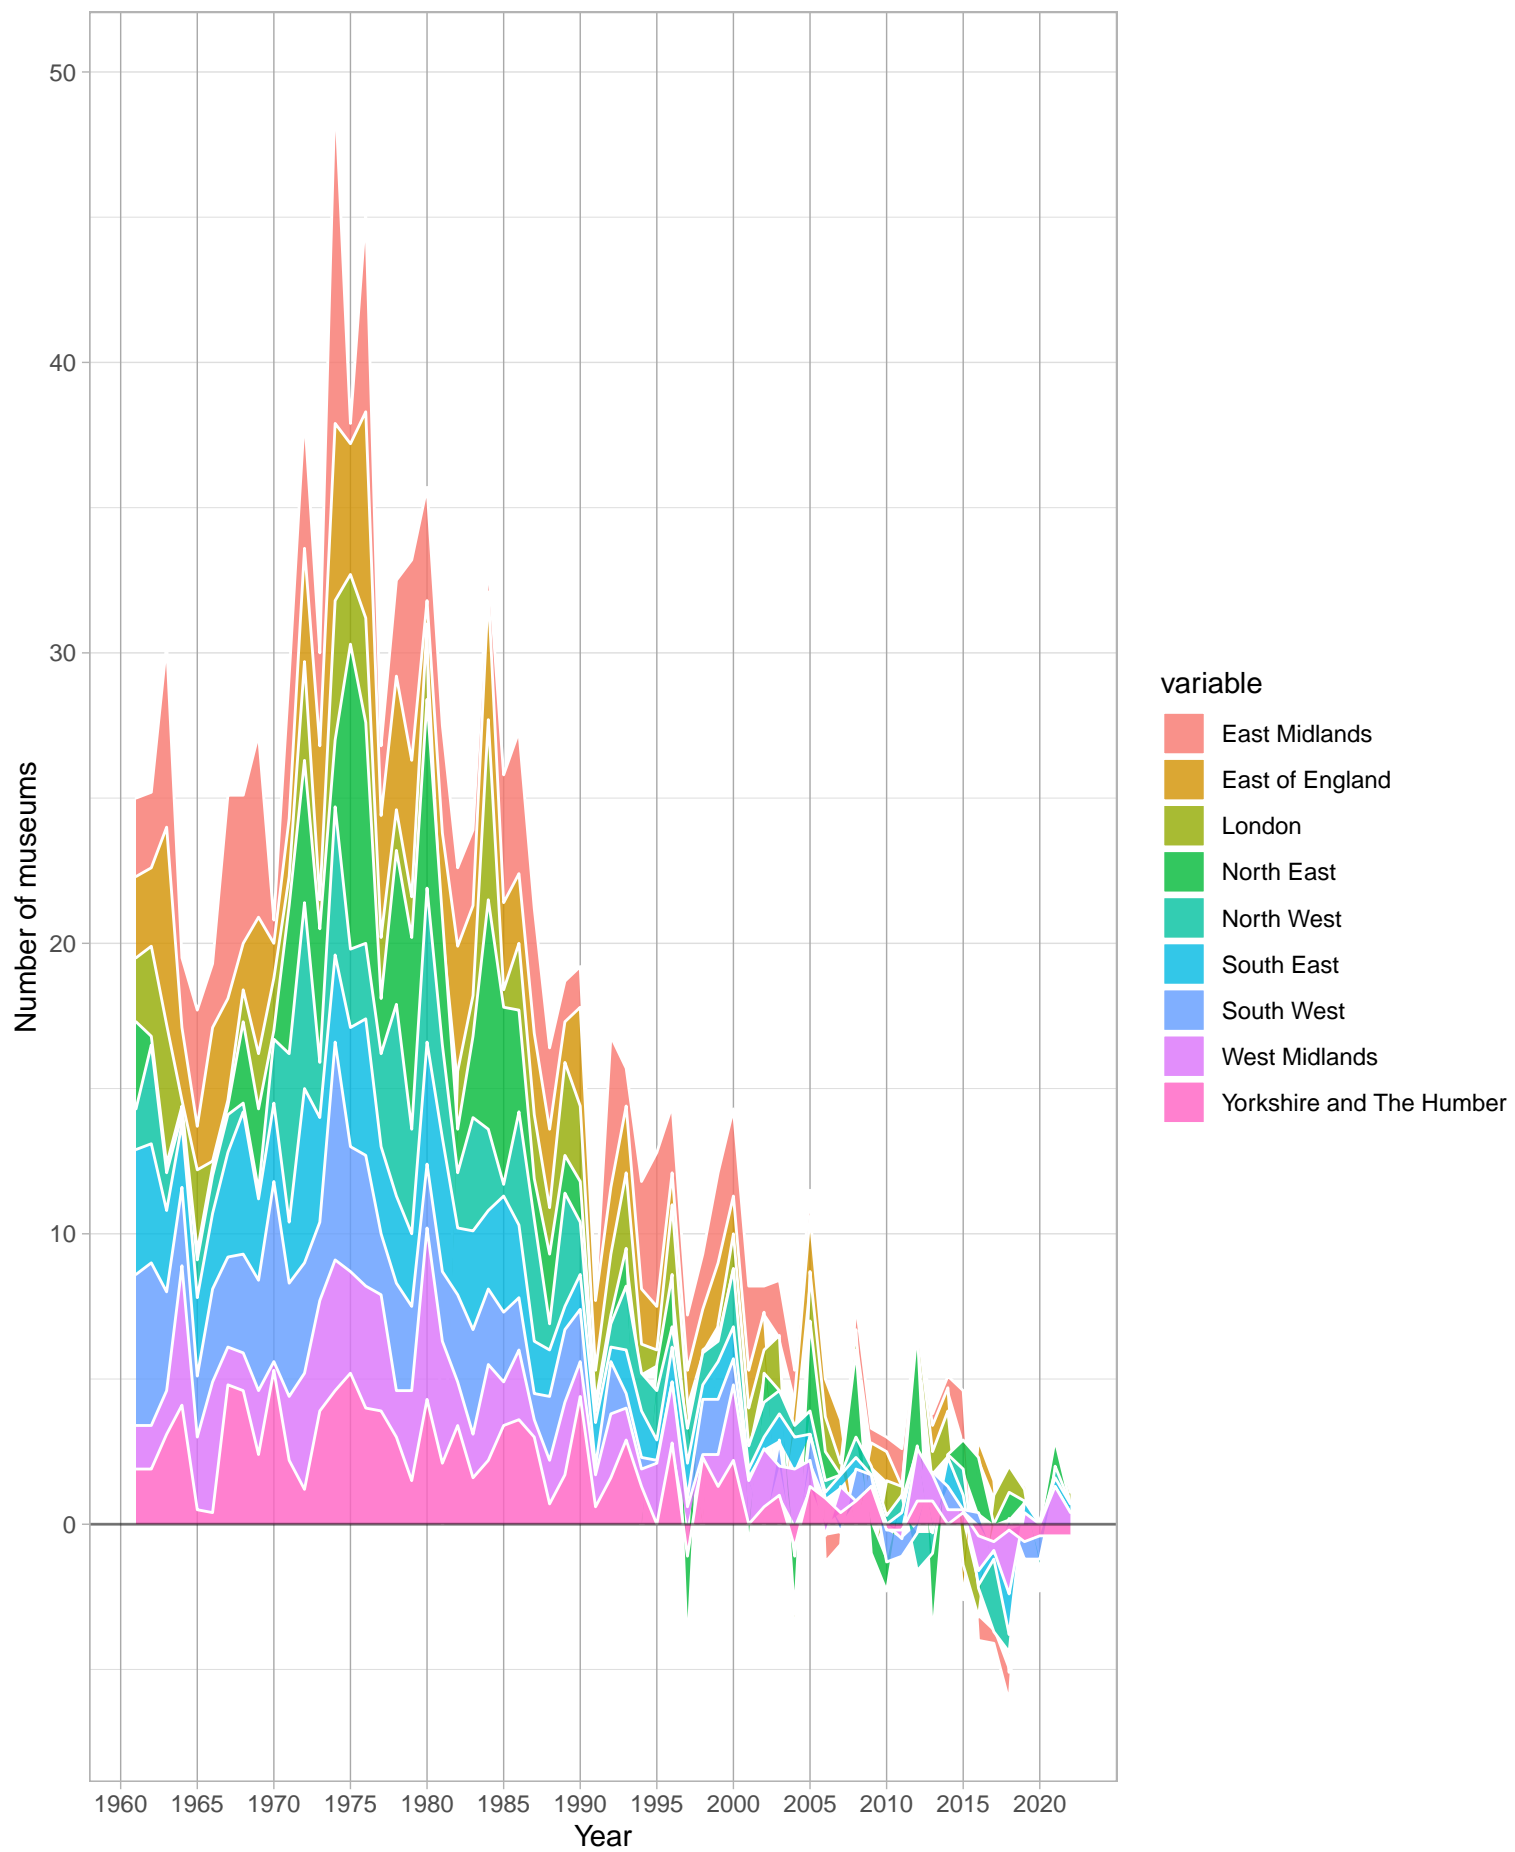 50
40
30
20
10
0
Number of museums
1960 1965 1970 1975 1980 1985 1990 1995 2000 2005 2010 2015 2020
Year
variable
East Midlands
East of England
London
North East
North West
South East
South West
West Midlands
Yorkshire and The Humber